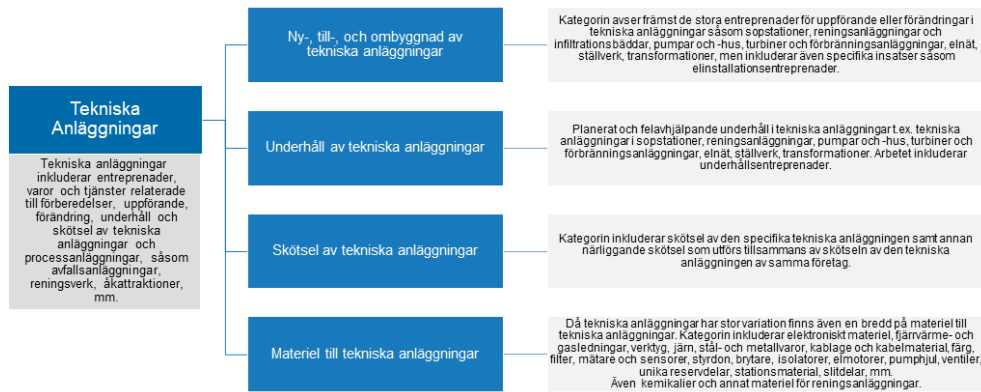 Tekniska
Anläggningar
Tekniska anläggningar
inkluderar entreprenader,
varor och tjänster relaterade
till förberedelser, uppförande,
förändring, underhåll och
skötsel av tekniska
anläggningar och
processanläggningar, såsom
avfallsanläggningar,
reningsverk, åkattraktioner,
mm.
Ny-, till-, och ombyggnad av
tekniska anläggningar
Kategorin avser främst de stora entreprenader för uppförande eller förändringar i
tekniska anläggningar såsom sopstationer, reningsanläggningar och
infiltrationsbäddar, pumpar och -hus, turbiner och förbränningsanläggningar, elnät,
ställverk, transformationer, men inkluderar även specifika insatser såsom
elinstallationsentreprenader.
Underhåll av tekniska anläggningar
Planerat och felavhjälpande underhåll i tekniska anläggningar t.ex. tekniska
anläggningar i sopstationer, reningsanläggningar, pumpar och -hus, turbiner och
förbränningsanläggningar, elnät, ställverk, transformationer. Arbetet inkluderar
underhållsentreprenader.
Skötsel av tekniska anläggningar
Kategorin inkluderar skötsel av den specifika tekniska anläggningen samt annan
närliggande skötsel som utförs tillsammans av skötseln av den tekniska
anläggningen av samma företag.
Materiel till tekniska anläggningar
Då tekniska anläggningar har stor variation finns även en bredd på materiel till
tekniska anläggningar. Kategorin inkluderar elektroniskt materiel, fjärrvärme- och
gasledningar, verktyg, järn, stål- och metallvaror, kablage och kabelmaterial, färg,
filter, mätare och sensorer, styrdon, brytare, isolatorer, elmotorer, pumphjul, ventiler,
unika reservdelar, stationsmaterial, slitdelar, mm.
Även kemikalier och annat materiel för reningsanläggningar.